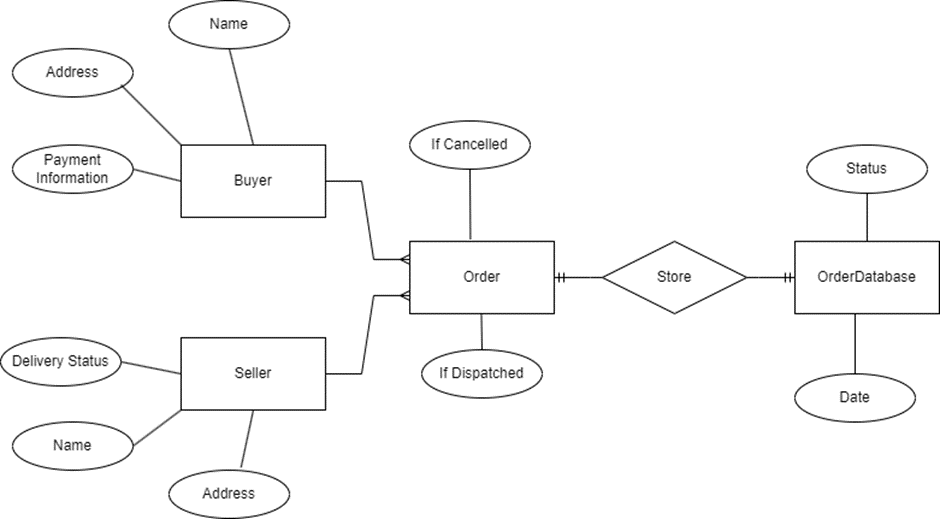 Name
Address
Payment
Information
Buyer
If Cancelled
Status
Order
Store
OrderDatabase
Delivery Status
Seller
If Dispatched
Date
Name
Address